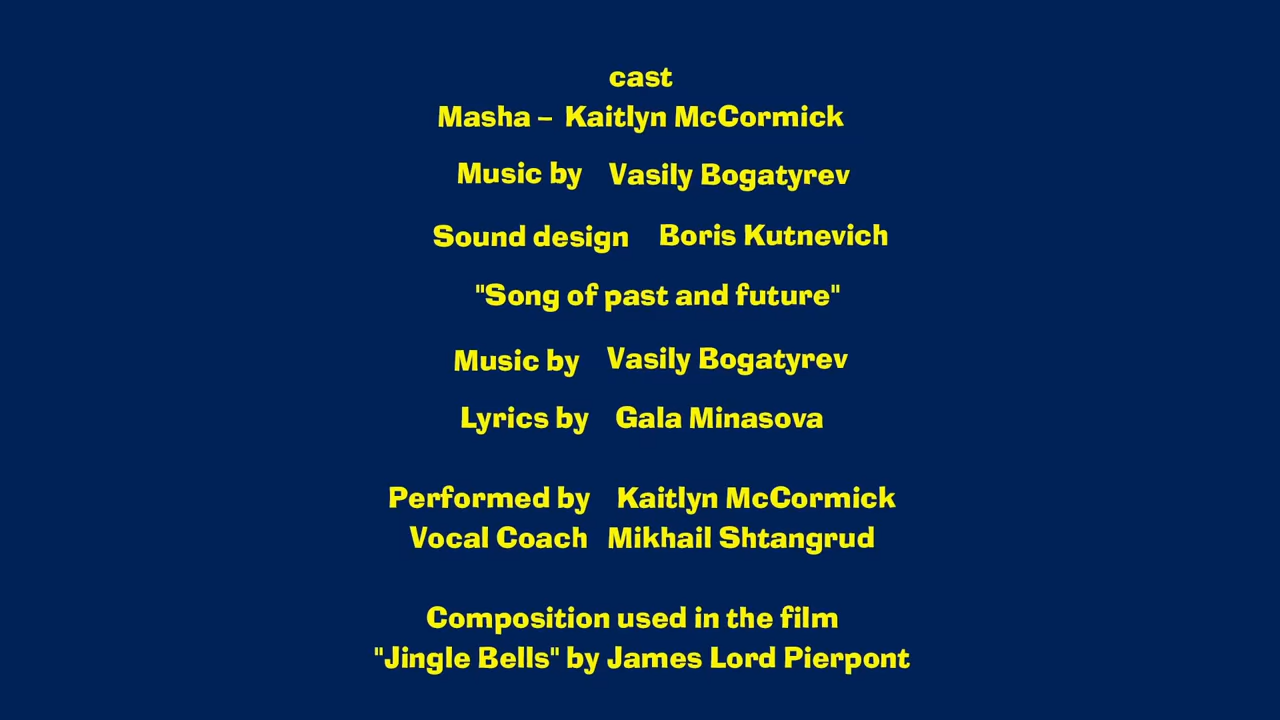 cast
Masha – Kaitlyn McCormick
Music by Vasily Bogatyrev
Sound design Boris Kutnevich
"Song of past and future"
Music by Vasily Bogatyrev
Lyrics by Gala Minasova
Performed by Kaitlyn McCormick
Vocal Coach Mikhail Shtangrud
Composition used in the film
"Jingle Bells" by James Lord Pierpont